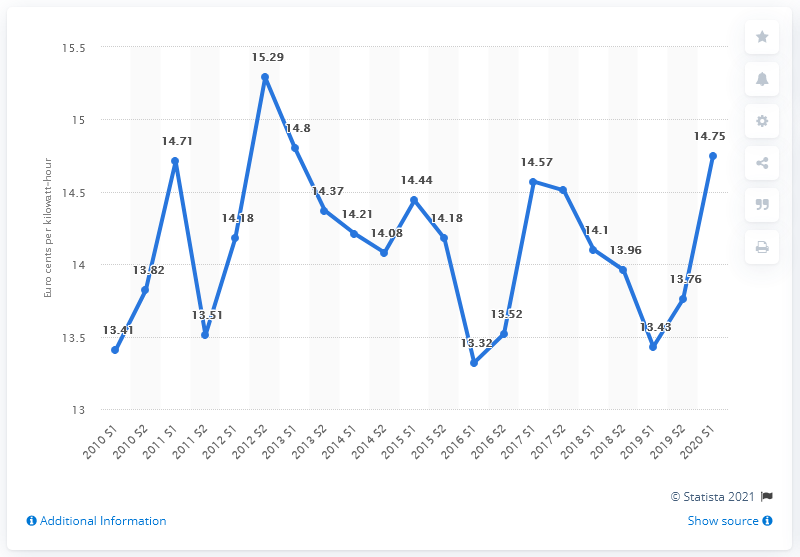 15.5
15
14.5
14
13.5
13
Euro cents per kilowatt-hour
13.41
13.82
14.71
13.51
14.18
15.29
14.8
14.37
14.21
14.08
14.44
14.18
13.32
13.52
14.57
14.1
13.96
13.43
13.76
14.75
2010 S1
2010 S2
2011 S1
2011 S2
2012 S1
2012 S2
2013 S1
2013 S2
2014 S1
2014 S2
2015 S1
2015 S2
2016 S1
2016 S2
2017 S1
2017 S2
2018 S1
2018 S2
2019 S1
2019 S2
2020 S1
© Statista 2021
Additional Information
Show source